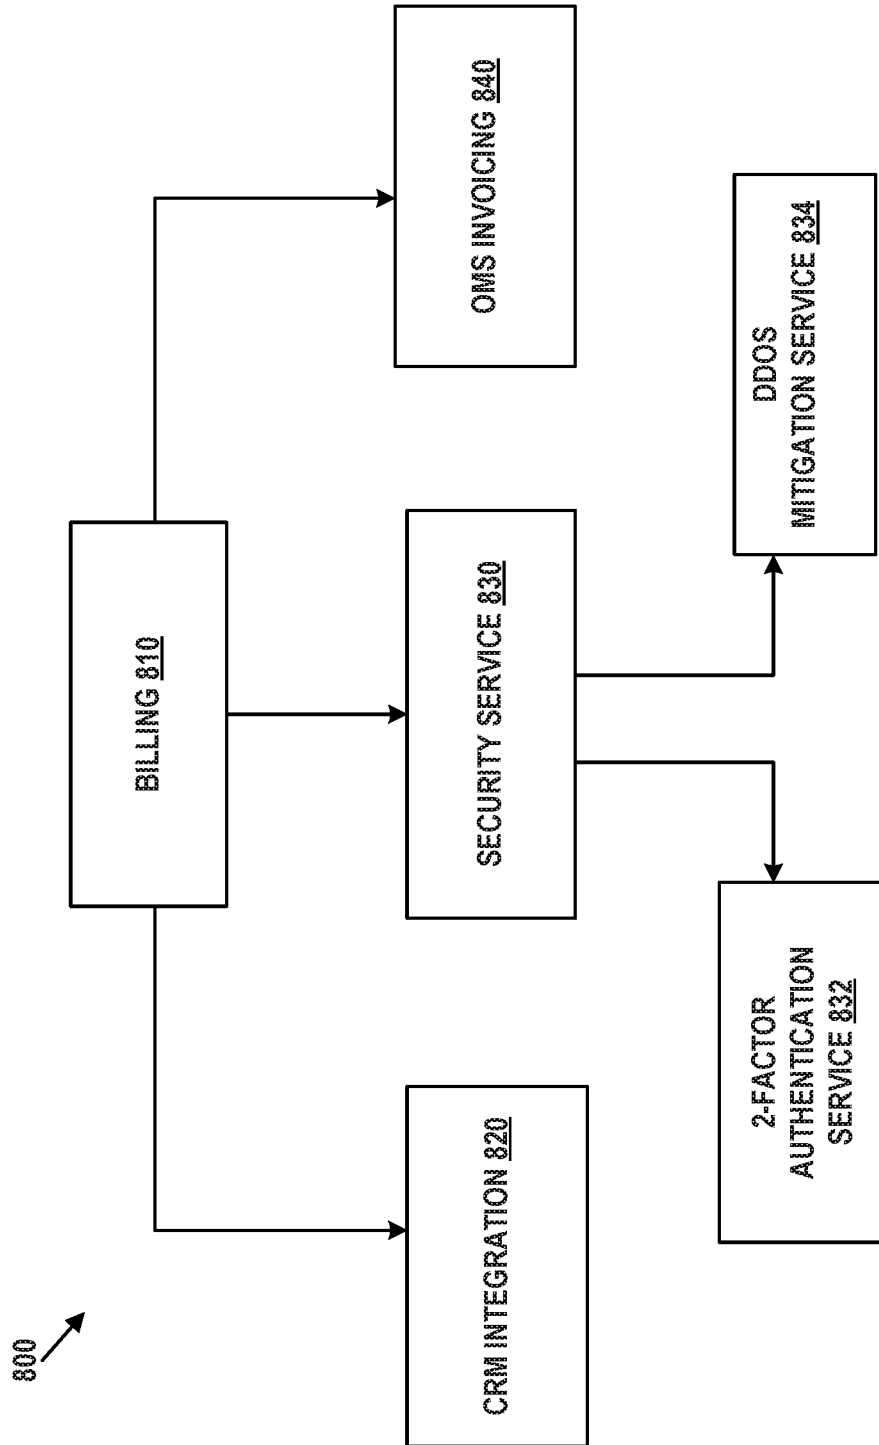 800
BILLING 810
CRM INTEGRATION 820
SECURITY SERVICE 830
OMS INVOICING 840
2-FACTOR
AUTHENTICATION
SERVICE 832
DDOS
MITIGATION SERVICE 834